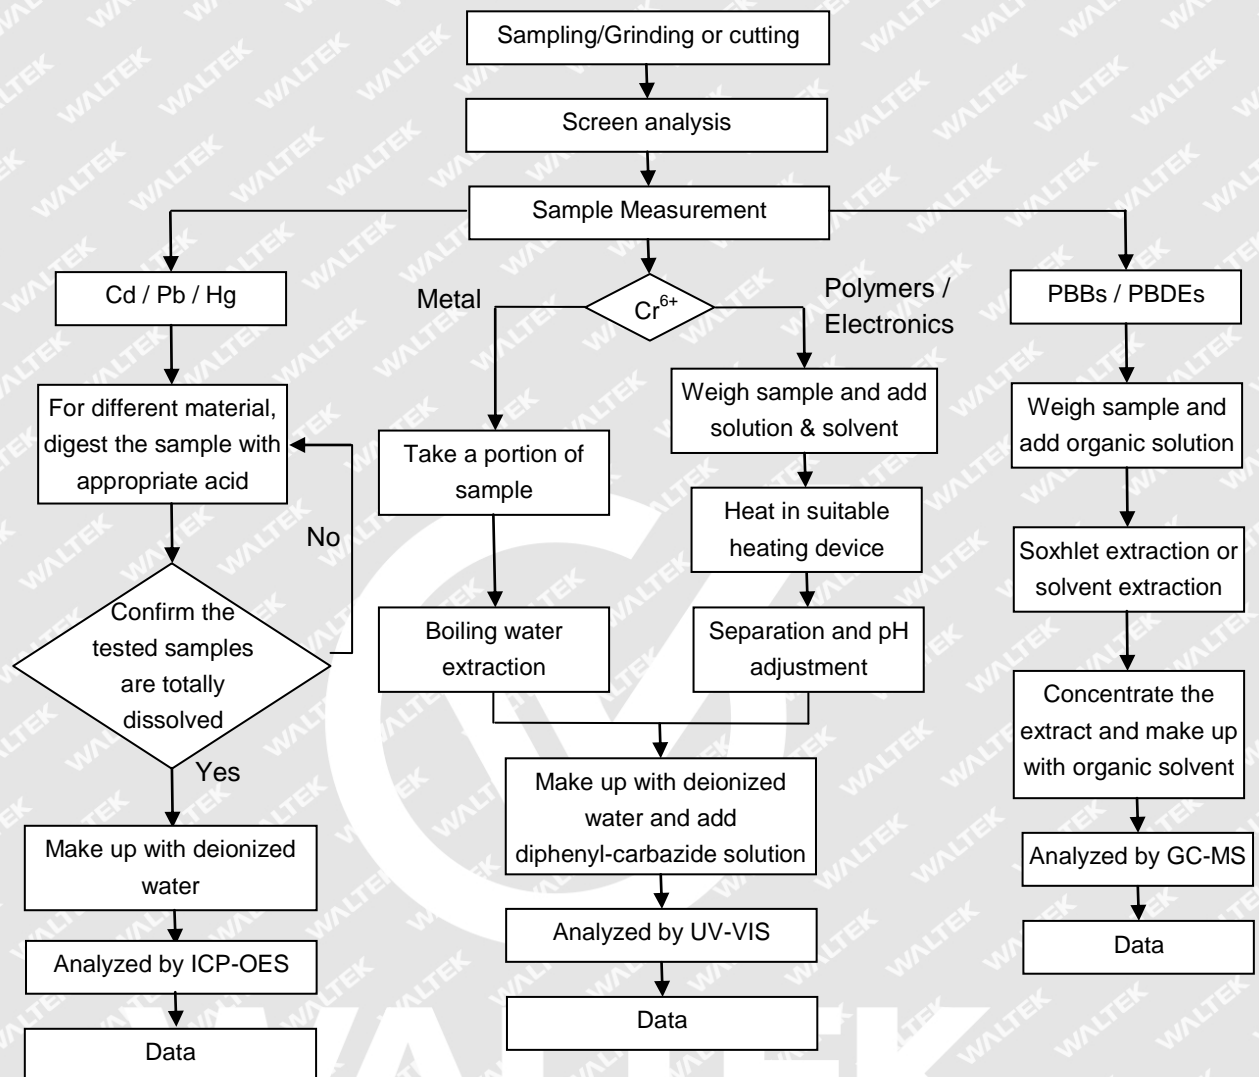 Sampling/Grinding or cutting
Screen analysis
Sample Measurement
Cd / Pb / Hg
For different material,
digest the sample with
appropriate acid
No
Confirm the
tested samples
are totally
dissolved
Yes
Make up with deionized
water
Analyzed by ICP-OES
Data
Metal
Cr6+
Polymers /
Electronics
Take a portion of
sample
Boiling water
extraction
Weigh sample and add
solution & solvent
Heat in suitable
heating device
Separation and pH
adjustment
Make up with deionized
water and add
diphenyl-carbazide solution
Analyzed by UV-VIS
Data
PBBs / PBDEs
Weigh sample and
add organic solution
Soxhlet extraction or
solvent extraction
Concentrate the
extract and make up
with organic solvent
Analyzed by GC-MS
Data
WALTEK